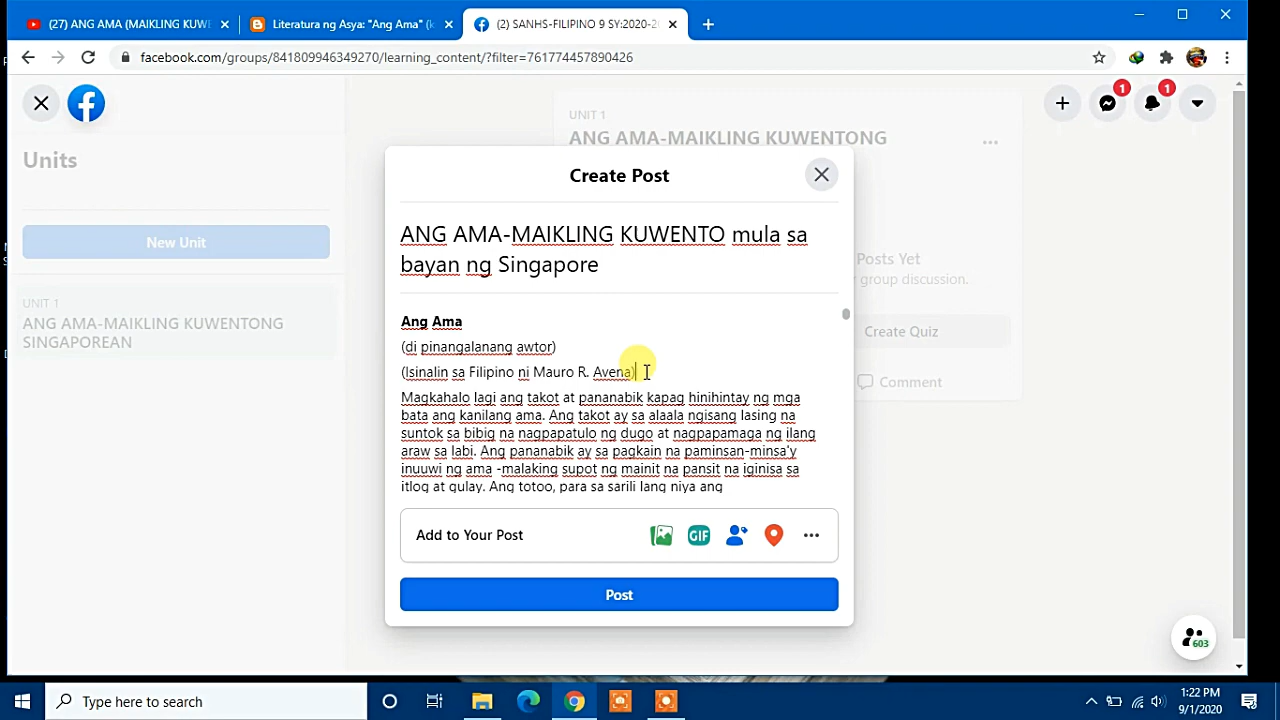 (27) ANG AMA (MAIKLING KUWE
Literatura ng Asya: "Ang Ama" (k
(2) SANHS-FILIPINO 9 SY:2020-2
facebook.com/groups/841809946349270/learning_content/?filter=761774457890426
1
1
UNIT 1
ANG AMA-MAIKLING KUWENTONG
Units
New Unit
UNIT 1
ANG AMA-MAIKLING KUWENTONG
SINGAPOREAN
Create Post
ANG AMA-MAIKLING KUWENTO mula sa
bayan ng Singapore
Ang Ama
(di pinangalanang awtor)
(Isinalin sa Filipino ni Mauro R. Avena)
Magkahalo lagi ang takot at pananabik kapag hinihintay ng mga
bata ang kanilang ama. Ang takot ay sa alaala ngisang lasing na
suntok sa bibig na nagpapatulo ng dugo at nagpapamaga ng ilang
araw sa labi. Ang pananabik ay sa pagkain na paminsan-minsa'y
inuuwi ng ama -malaking supot ng mainit na pansit na iginisa sa
itlog at gulay. Ang totoo, para sa sarili lang niya ang
Add to Your Post
GIF
Post
Posts Yet
group discussion.
Create Quiz
Comment
603
Type here to search
1:22 PM
9/1/2020